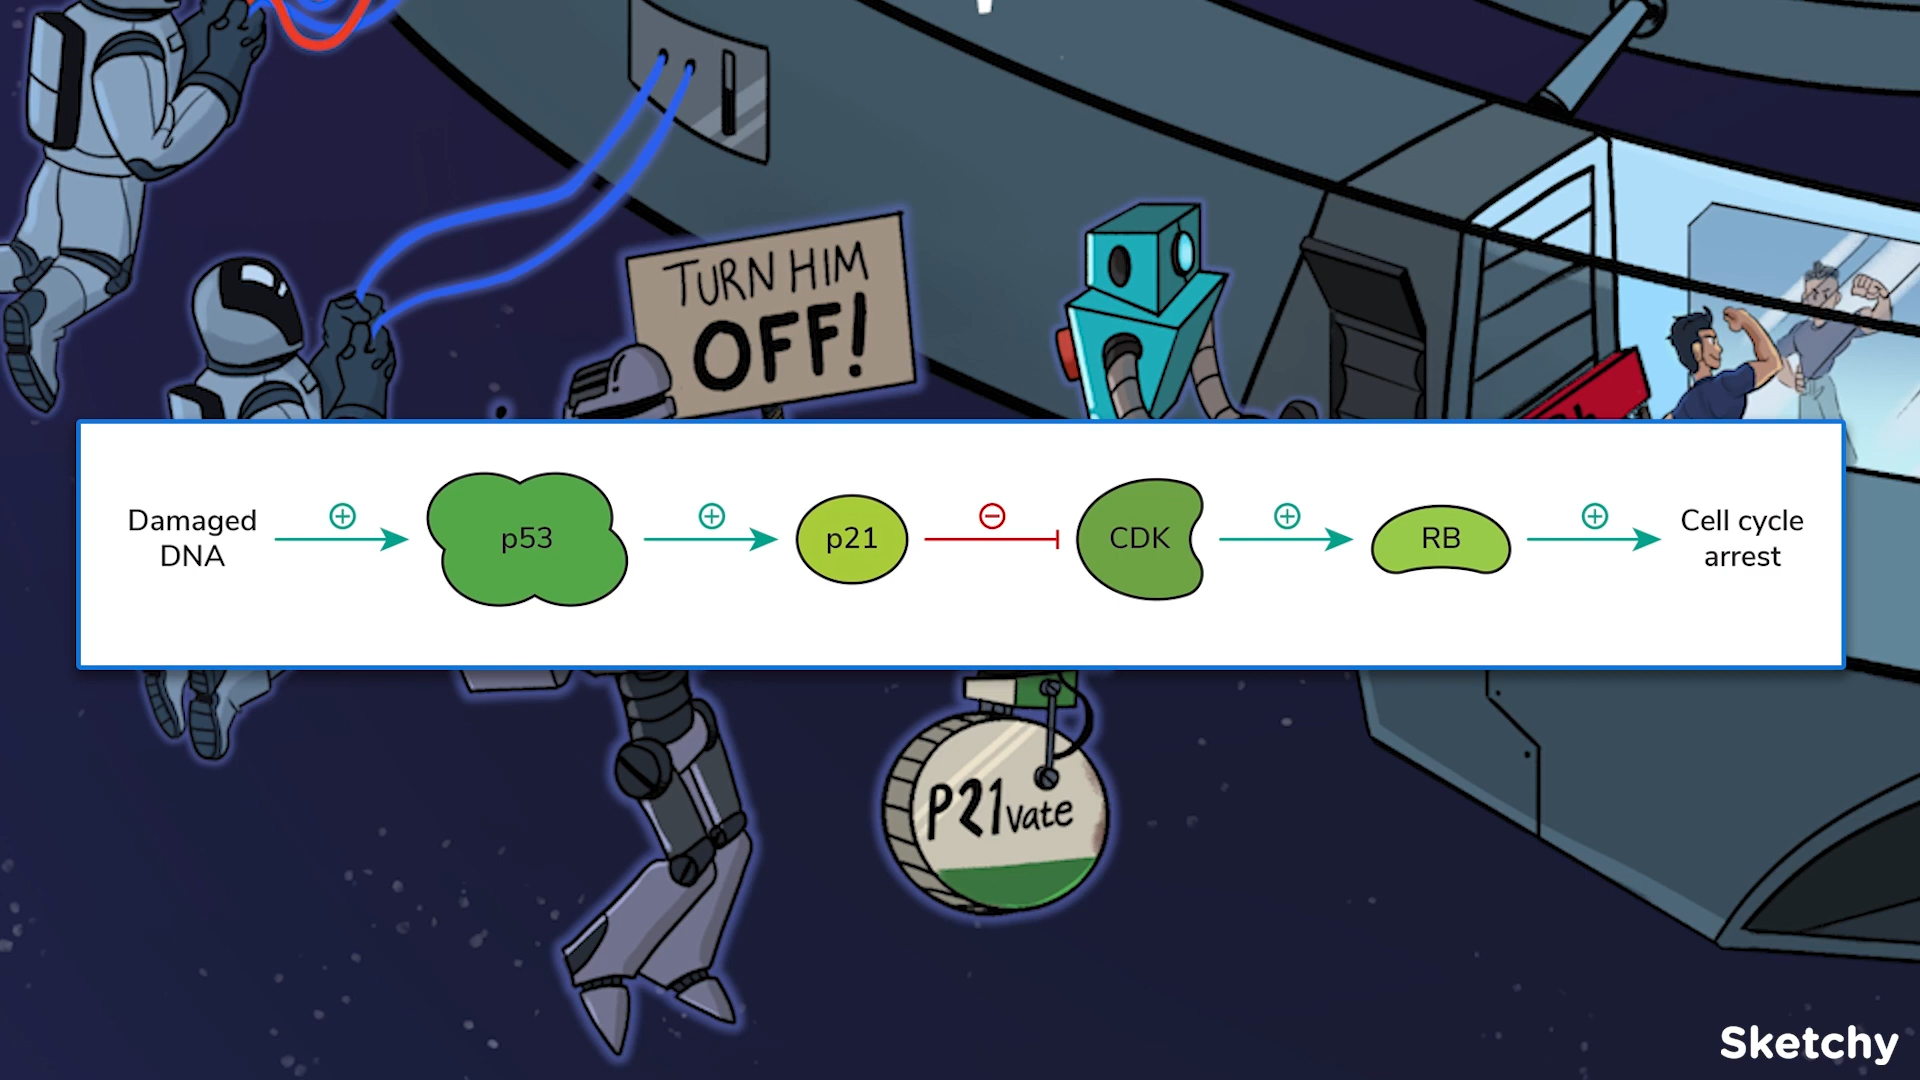 TURN HIM
OFF!
Damaged
DNA
+
p53
+
p21
−
CDK
+
RB
+
Cell cycle
arrest
P21vate
Sketchy